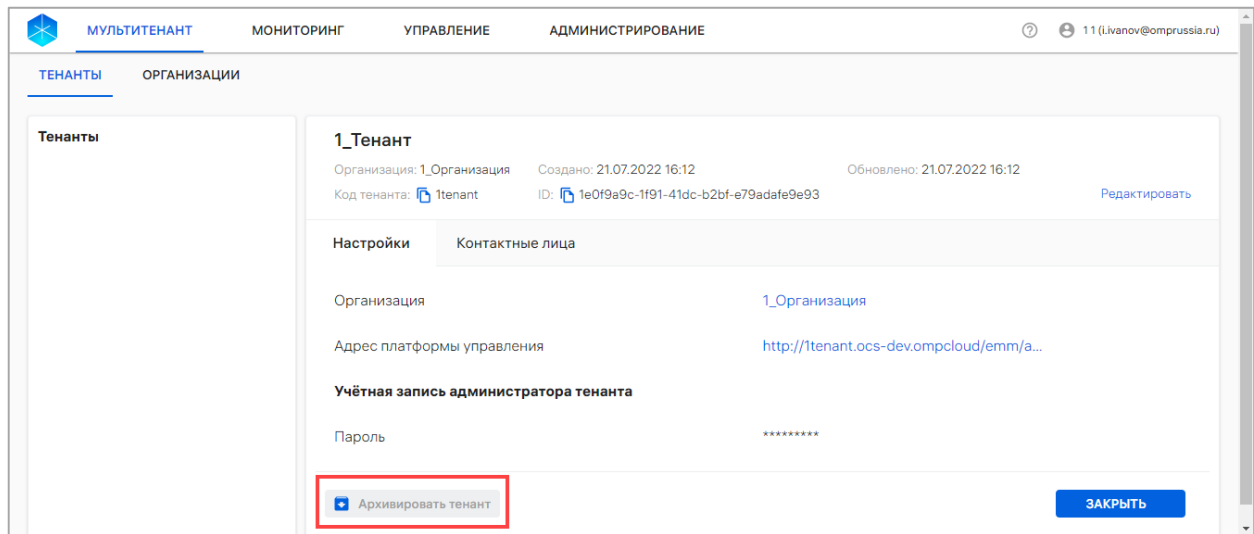 МУЛЬТИТЕНАНТ МОНИТОРИНГ УПРАВЛЕНИЕ АДМИНИСТРИРОВАНИЕ 11 (i.ivanov@omprussia.ru)
ТЕНАНТЫ ОРГАНИЗАЦИИ
Тенанты
1_Тенант
Организация: 1_Организация Создано: 21.07.2022 16:12 Обновлено: 21.07.2022 16:12
Код тенанта: 1tenant ID: 1e0f9a9c-1f91-41dc-b2bf-e79adafe9e93 Редактировать
Настройки Контактные лица
Организация 1_Организация
Адрес платформы управления http://1tenant.ocs-dev.ompcloud/emm/a...
Учётная запись администратора тенанта
Пароль *********
Архивировать тенант ЗАКРЫТЬ